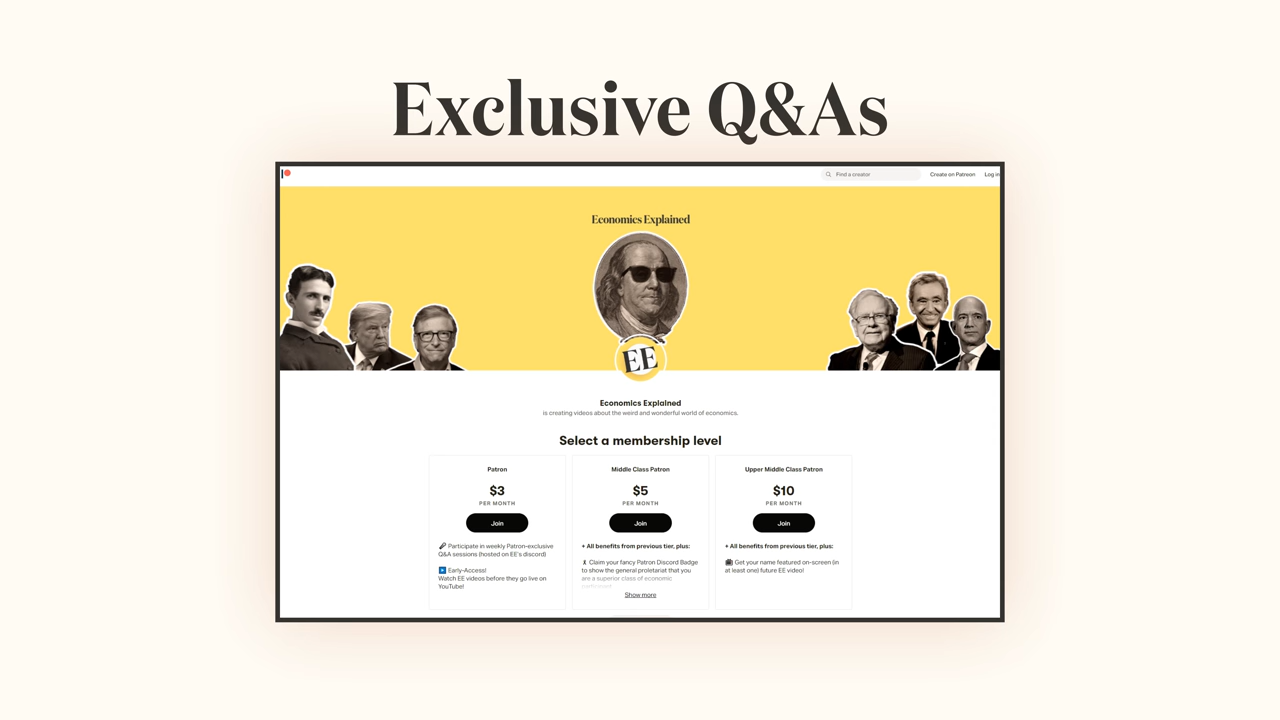 Exclusive Q&As
Find a creator
Create on Patreon
Log in
Economics Explained
EE
Economics Explained
is creating videos about the weird and wonderful world of economics.
Select a membership level
Patron
$3
PER MONTH
Join
🎤 Participate in weekly Patron-exclusive
Q&A sessions (hosted on EE's discord)
▶️ Early-Access!
Watch EE videos before they go live on
YouTube!
Middle Class Patron
$5
PER MONTH
Join
+ All benefits from previous tier, plus:
Claim your fancy Patron Discord Badge
to show the general proletariat that you
are a superior class of economic
Show more
Upper Middle Class Patron
$10
PER MONTH
Join
+ All benefits from previous tier, plus:
Get your name featured on-screen (in
at least one) future EE video!